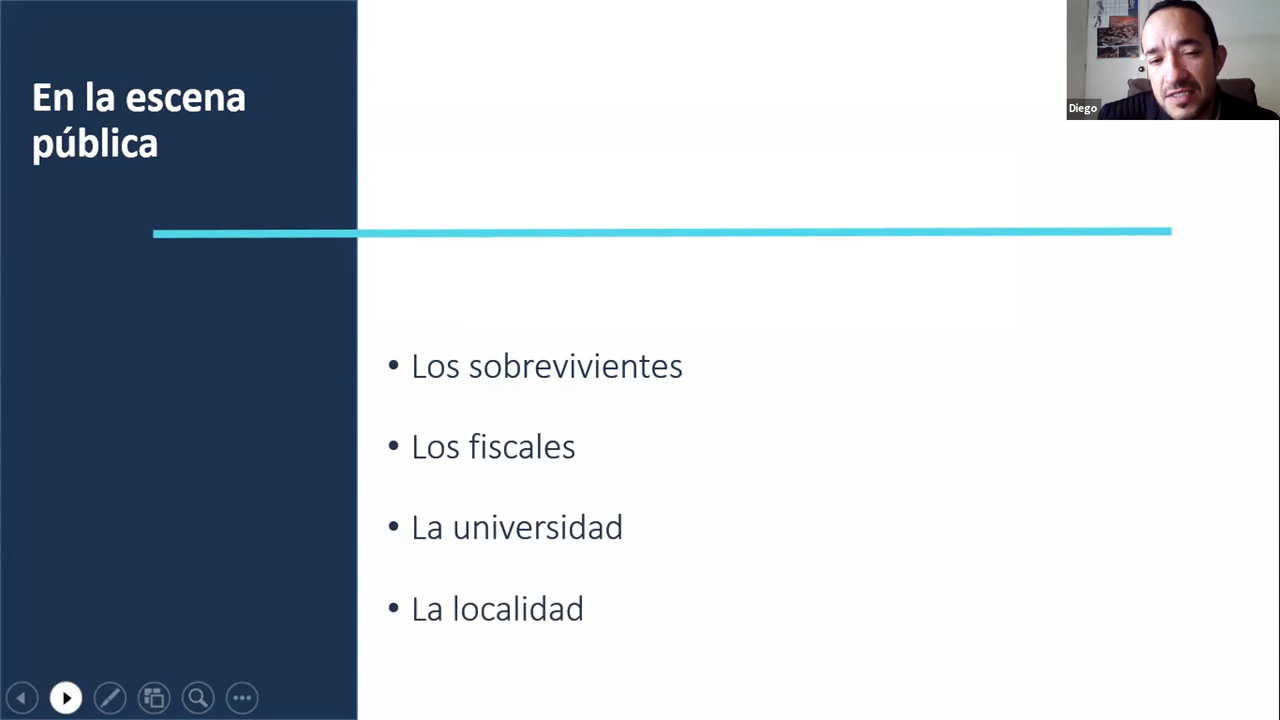 En la escena
pública
Diego
• Los sobrevivientes
• Los fiscales
• La universidad
• La localidad